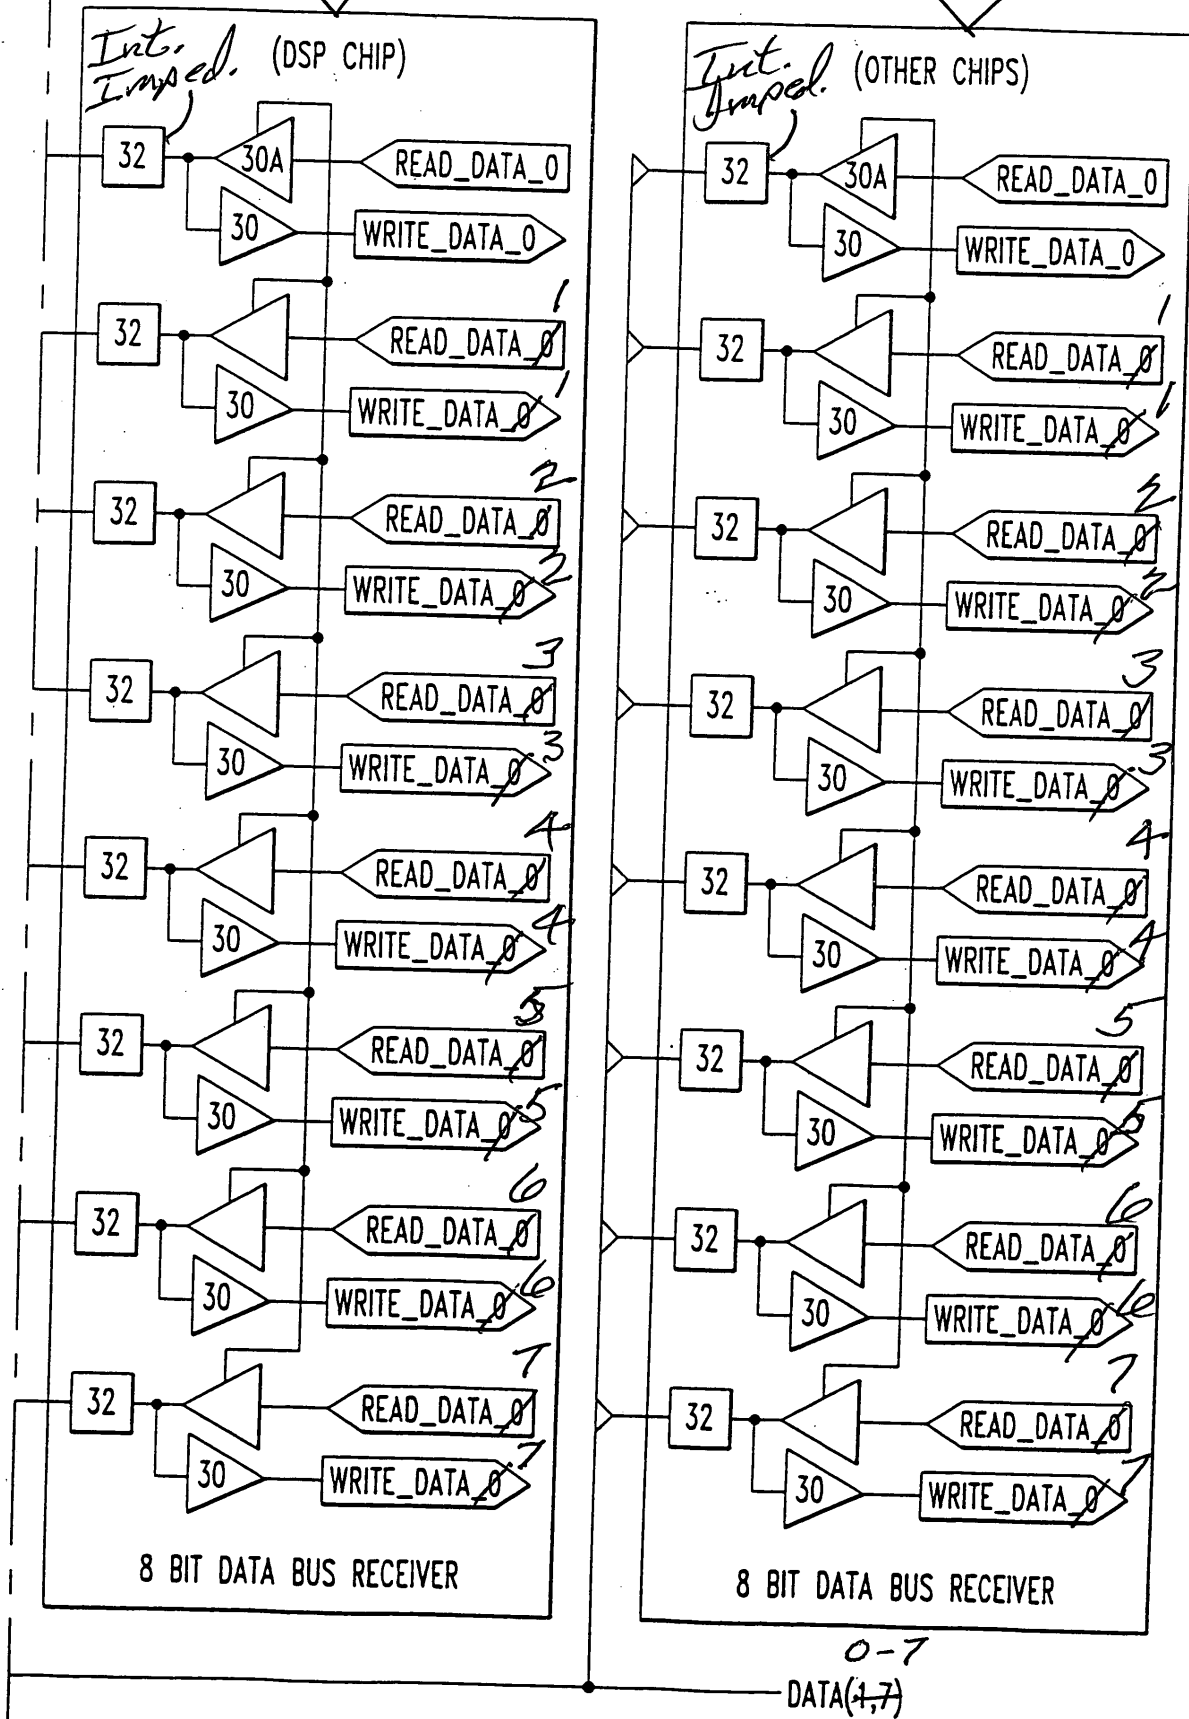 Int.
Imped.
(DSP CHIP)
32
30A
READ_DATA_0
30
WRITE_DATA_0
1
32
READ_DATA_0
1
30
WRITE_DATA_0
2
32
READ_DATA_0
2
30
WRITE_DATA_0
3
32
READ_DATA_0
3
30
WRITE_DATA_0
4
32
READ_DATA_0
4
30
WRITE_DATA_0
5
32
READ_DATA_0
5
30
WRITE_DATA_0
6
32
READ_DATA_0
6
30
WRITE_DATA_0
7
32
READ_DATA_0
7
30
WRITE_DATA_0
8 BIT DATA BUS RECEIVER
Int.
Imped.
(OTHER CHIPS)
32
30A
READ_DATA_0
30
WRITE_DATA_0
1
32
READ_DATA_0
1
30
WRITE_DATA_0
2
32
READ_DATA_0
2
30
WRITE_DATA_0
3
32
READ_DATA_0
3
30
WRITE_DATA_0
4
32
READ_DATA_0
4
30
WRITE_DATA_0
5
32
READ_DATA_0
5
30
WRITE_DATA_0
6
32
READ_DATA_0
6
30
WRITE_DATA_0
7
32
READ_DATA_0
7
30
WRITE_DATA_0
8 BIT DATA BUS RECEIVER
0-7
DATA(1,7)